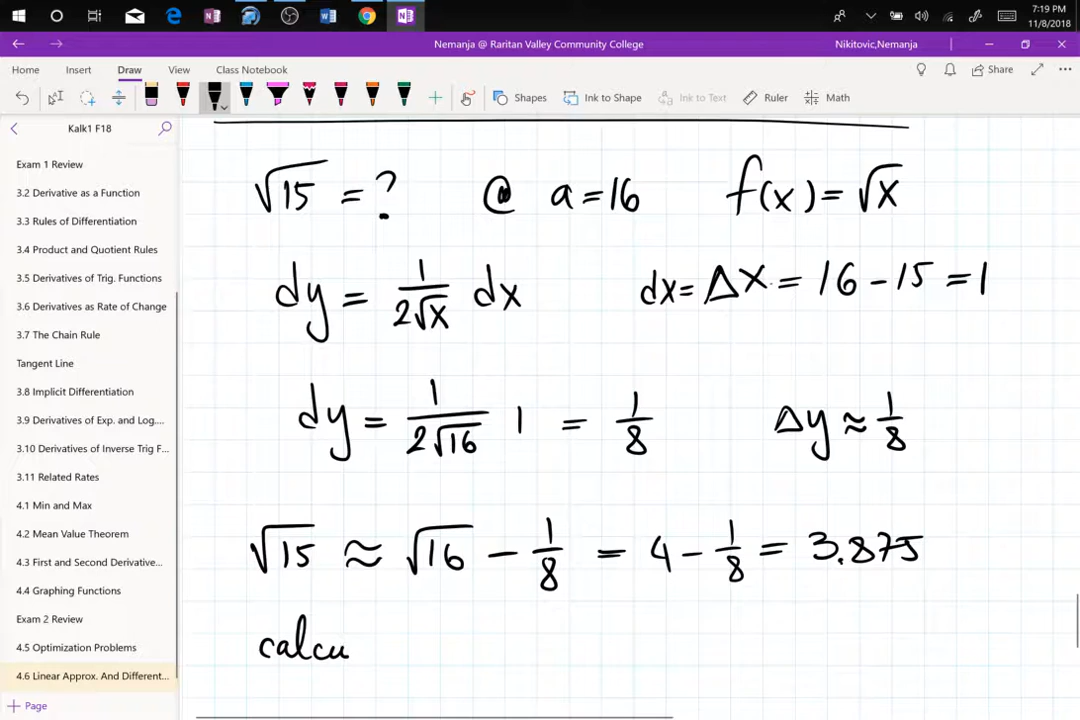 7:19 PM
11/8/2018
Nemanja @ Raritan Valley Community College
Nikitovic,Nemanja
Home Insert Draw View Class Notebook
Share
Shapes Ink to Shape Ink to Text Ruler Math
Kalk1 F18
Exam 1 Review
3.2 Derivative as a Function
3.3 Rules of Differentiation
3.4 Product and Quotient Rules
3.5 Derivatives of Trig. Functions
3.6 Derivatives as Rate of Change
3.7 The Chain Rule
Tangent Line
3.8 Implicit Differentiation
3.9 Derivatives of Exp. and Log....
3.10 Derivatives of Inverse Trig F...
3.11 Related Rates
4.1 Min and Max
4.2 Mean Value Theorem
4.3 First and Second Derivative...
4.4 Graphing Functions
Exam 2 Review
4.5 Optimization Problems
4.6 Linear Approx. And Different...
+ Page
√15 = ? @ a = 16 f(x) = √x
dy = 1/(2√x) dx dx = Δx = 16 - 15 = 1
dy = 1/(2√16) 1 = 1/8 Δy ≈ 1/8
√15 ≈ √16 - 1/8 = 4 - 1/8 = 3.875
calcu